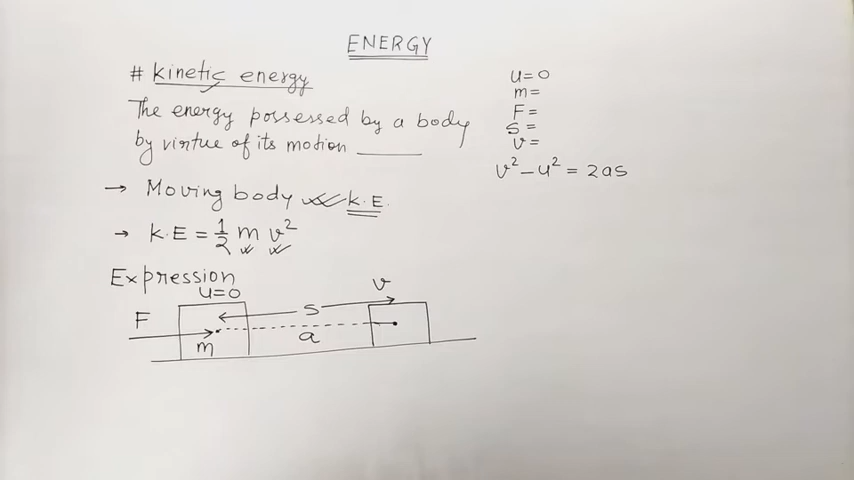 ENERGY
# kinetic energy
The energy possessed by a body
by virtue of its motion
→ Moving body K.E.
→ K.E = 1/2 m v²
Expression
u=0
v
F
S
m
a
u=0
m=
F=
S=
v=
v² – u² = 2as